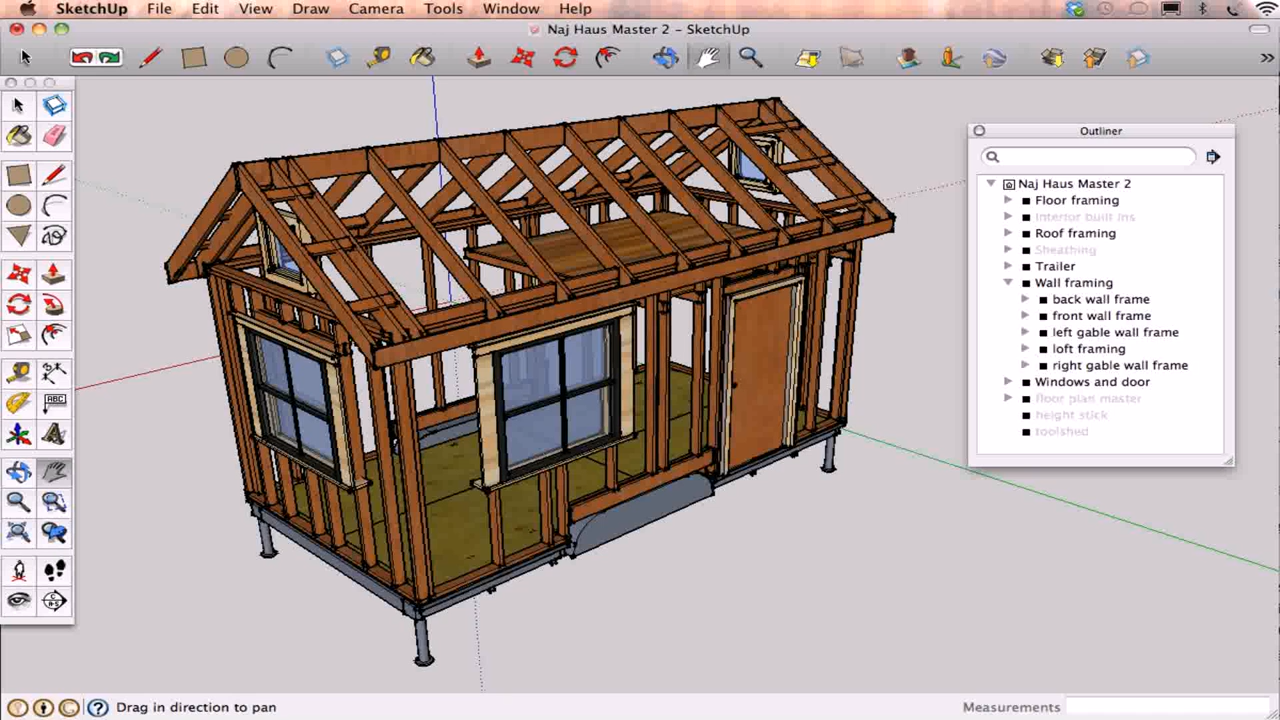 SketchUp File Edit View Draw Camera Tools Window Help
Naj Haus Master 2 - SketchUp
Outliner
Naj Haus Master 2
Floor framing
Interior built ins
Roof framing
Sheathing
Trailer
Wall framing
back wall frame
front wall frame
left gable wall frame
loft framing
right gable wall frame
Windows and door
floor plan master
height stick
toolshed
ABC
Drag in direction to pan
Measurements